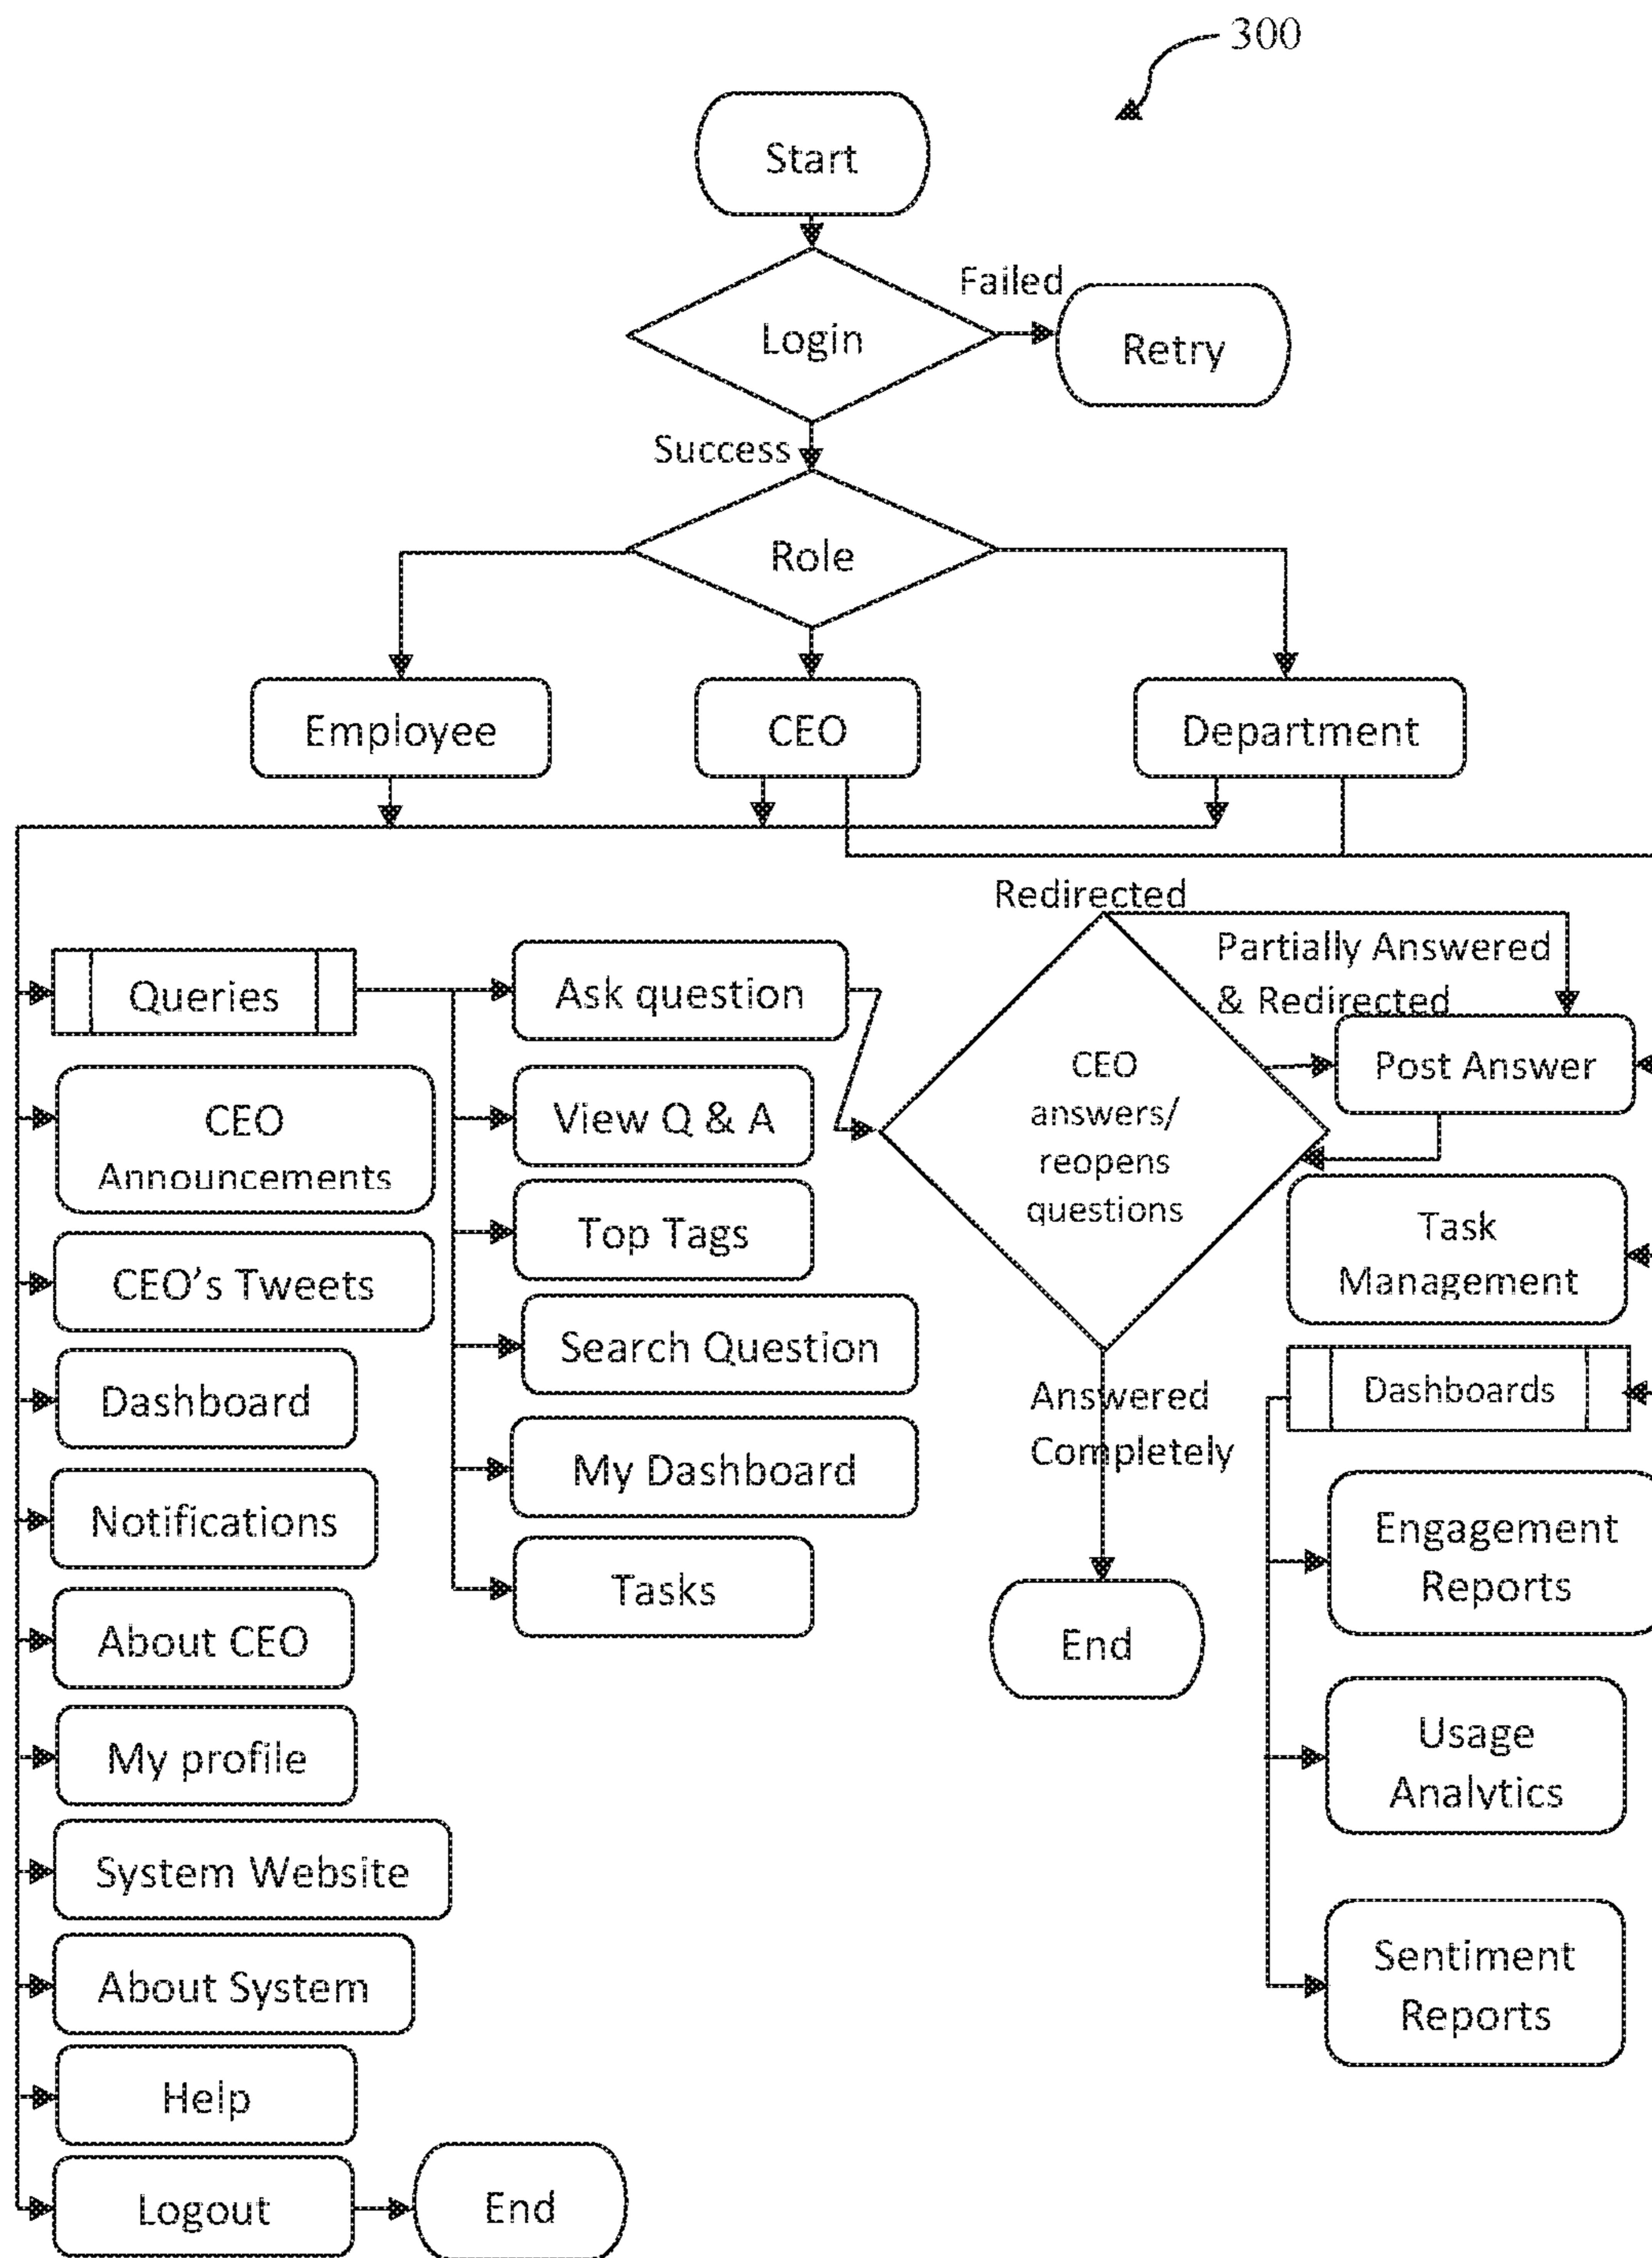 300
Start
Failed
Login
Retry
Success
Role
Employee
CEO
Department
Redirected
Partially Answered
& Redirected
Queries
Ask question
CEO
answers/
reopens
questions
Post Answer
CEO
Announcements
View Q & A
Top Tags
Task
Management
CEO's Tweets
Search Question
Dashboard
Answered
Completely
Dashboards
My Dashboard
Notifications
Engagement
Reports
Tasks
About CEO
End
My profile
Usage
Analytics
System Website
About System
Sentiment
Reports
Help
Logout
End